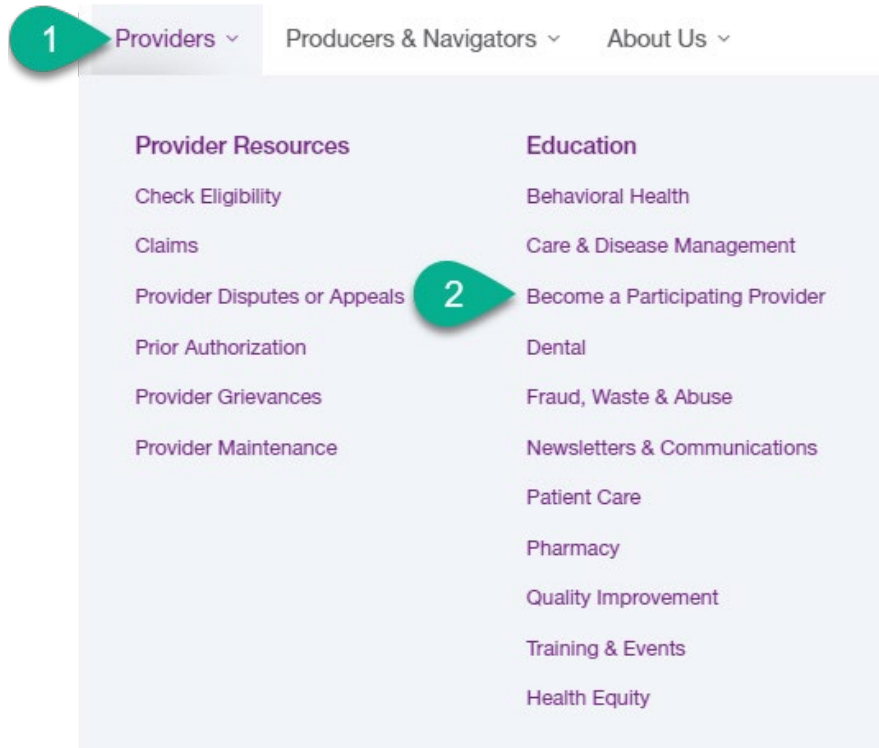 1
Providers
Producers & Navigators
About Us
Provider Resources
Check Eligibility
Claims
Provider Disputes or Appeals
Prior Authorization
Provider Grievances
Provider Maintenance
Education
Behavioral Health
Care & Disease Management
2
Become a Participating Provider
Dental
Fraud, Waste & Abuse
Newsletters & Communications
Patient Care
Pharmacy
Quality Improvement
Training & Events
Health Equity